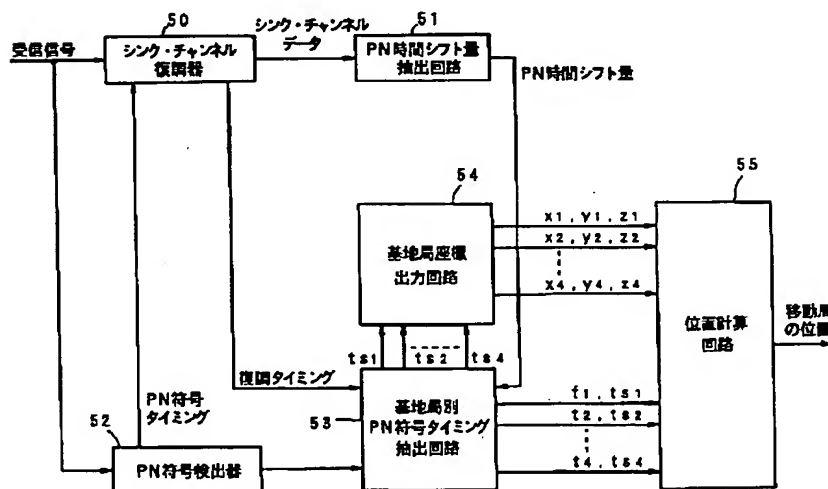 受信信号
50
シンク・チャンネル
復調器
シンク・チャンネル
データ
51
PN時間シフト量
抽出回路
PN時間シフト量
54
基地局座標
出力回路
x1, y1, z1
x2, y2, z2
x4, y4, z4
55
位置計算
回路
移動局
の位置
ts1
ts2
ts4
復調タイミング
PN符号
タイミング
52
PN符号検出器
53
基地局別
PN符号タイミング
抽出回路
t1, ts1
t2, ts2
t4, ts4